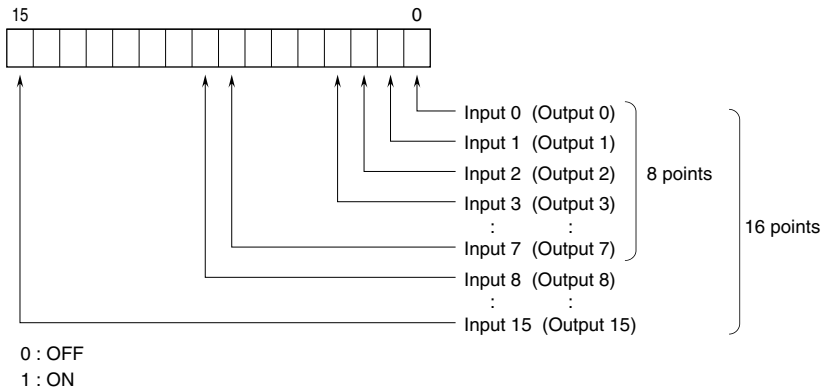 15 0
Input 0 (Output 0)
Input 1 (Output 1)
Input 2 (Output 2)
8 points
Input 3 (Output 3)
: :
16 points
Input 7 (Output 7)
Input 8 (Output 8)
: :
Input 15 (Output 15)
0 : OFF
1 : ON